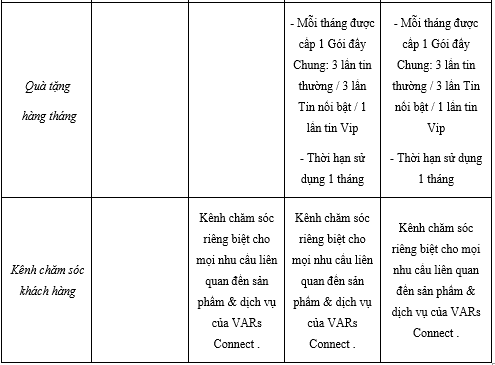 Quà tặng
hàng tháng
- Mỗi tháng được
cấp 1 Gói đẩy
Chung: 3 lần tin
thường / 3 lần
Tin nổi bật / 1
lần tin Vip
- Thời hạn sử
dụng 1 tháng
- Mỗi tháng được
cấp 1 Gói đẩy
Chung: 3 lần tin
thường / 3 lần Tin
nổi bật / 1 lần tin
Vip
- Thời hạn sử dụng
1 tháng
Kênh chăm sóc
khách hàng
Kênh chăm sóc
riêng biệt cho
mọi nhu cầu liên
quan đến sản
phẩm & dịch vụ
của VARs
Connect .
Kênh chăm sóc
riêng biệt cho
mọi nhu cầu liên
quan đến sản
phẩm & dịch vụ
của VARs
Connect .
Kênh chăm sóc
riêng biệt cho mọi
nhu cầu liên quan
đến sản phẩm &
dịch vụ của VARs
Connect .